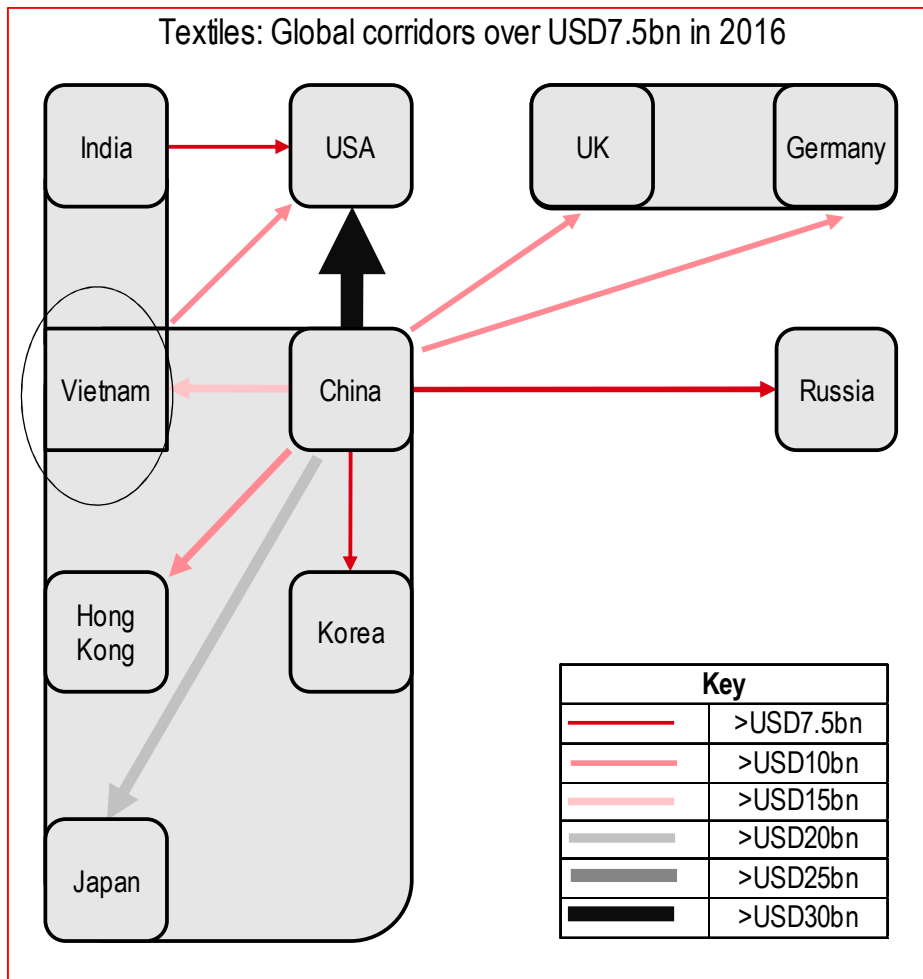 Textiles: Global corridors over USD7.5bn in 2016
India
USA
UK
Germany
Vietnam
China
Russia
Hong
Kong
Korea
Japan
Key
>USD7.5bn
>USD10bn
>USD15bn
>USD20bn
>USD25bn
>USD30bn